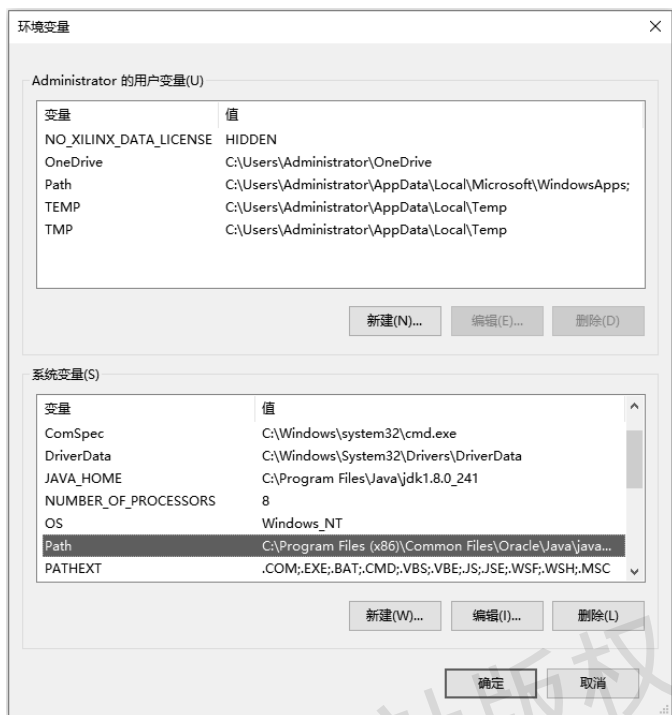 环境变量
Administrator 的用户变量(U)
变量 值
NO_XILINX_DATA_LICENSE HIDDEN
OneDrive C:\Users\Administrator\OneDrive
Path C:\Users\Administrator\AppData\Local\Microsoft\WindowsApps;
TEMP C:\Users\Administrator\AppData\Local\Temp
TMP C:\Users\Administrator\AppData\Local\Temp
新建(N)... 编辑(E)... 删除(D)
系统变量(S)
变量 值
ComSpec C:\Windows\system32\cmd.exe
DriverData C:\Windows\System32\Drivers\DriverData
JAVA_HOME C:\Program Files\Java\jdk1.8.0_241
NUMBER_OF_PROCESSORS 8
OS Windows_NT
Path C:\Program Files (x86)\Common Files\Oracle\Java\java...
PATHEXT .COM;.EXE;.BAT;.CMD;.VBS;.VBE;.JS;.JSE;.WSF;.WSH;.MSC
新建(W)... 编辑(I)... 删除(L)
确定 取消
版权